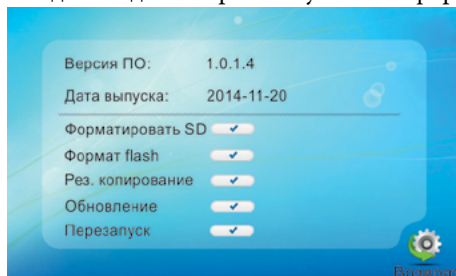 Версия ПО: 1.0.1.4
Дата выпуска: 2014-11-20
Форматировать SD
Формат flash
Рез. копирование
Обновление
Перезапуск